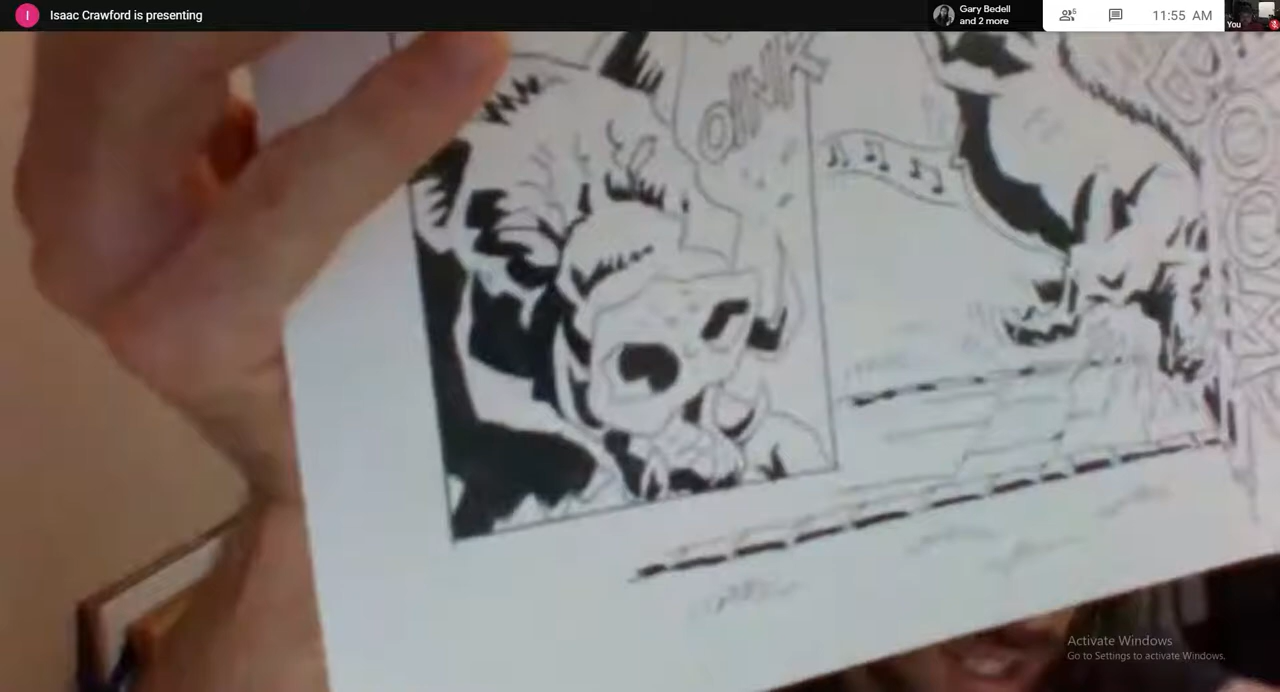 I
Isaac Crawford is presenting
Gary Bedell
and 2 more
6
11:55 AM
You
OINK
Activate Windows
Go to Settings to activate Windows.